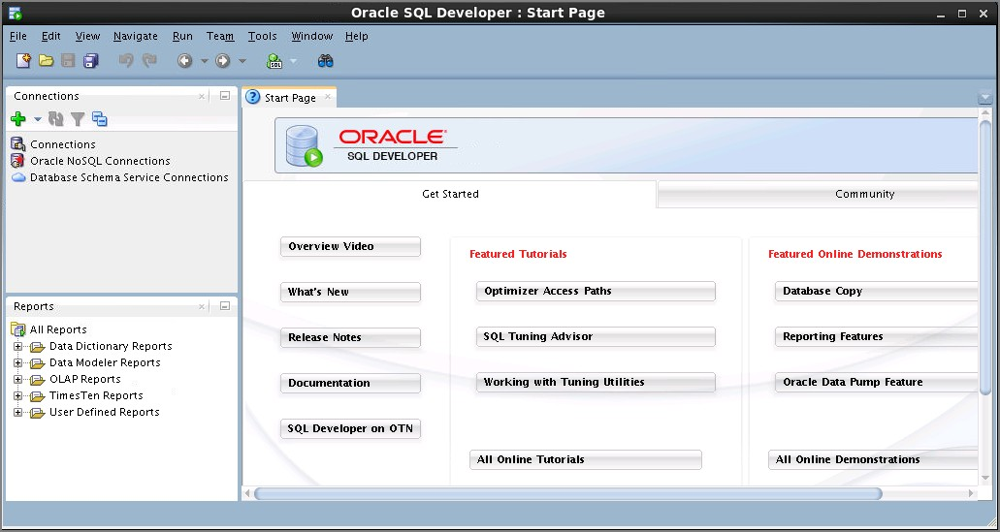 Oracle SQL Developer : Start Page
File Edit View Navigate Run Team Tools Window Help
SQL
Connections
Connections
Oracle NoSQL Connections
Database Schema Service Connections
Reports
All Reports
Data Dictionary Reports
Data Modeler Reports
OLAP Reports
TimesTen Reports
User Defined Reports
Start Page
ORACLE
SQL DEVELOPER
Get Started
Community
Overview Video
What's New
Release Notes
Documentation
SQL Developer on OTN
Featured Tutorials
Optimizer Access Paths
SQL Tuning Advisor
Working with Tuning Utilities
All Online Tutorials
Featured Online Demonstrations
Database Copy
Reporting Features
Oracle Data Pump Feature
All Online Demonstrations